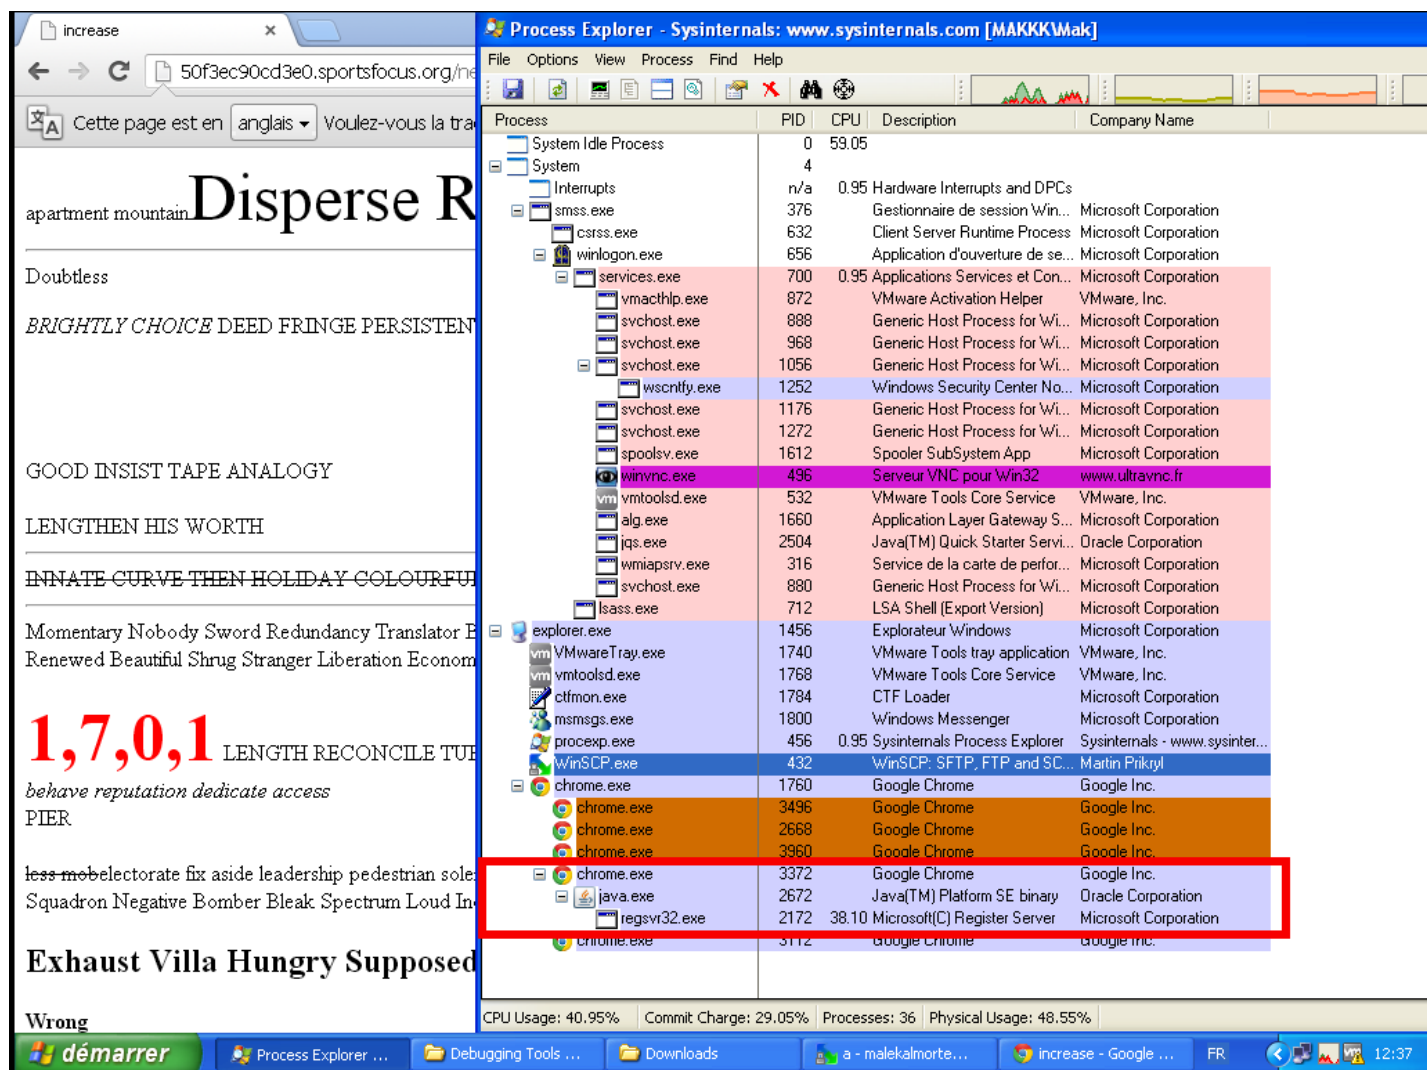 increase
50f3ec90cd3e0.sportsfocus.org/ne
Cette page est en anglais Voulez-vous la tra
apartment mountain Disperse R
Doubtless
BRIGHTLY CHOICE DEED FRINGE PERSISTEN
GOOD INSIST TAPE ANALOGY
LENGTHEN HIS WORTH
INNATE CURVE THEN HOLIDAY COLOURFUL
Momentary Nobody Sword Redundancy Translator B
Renewed Beautiful Shrug Stranger Liberation Econom
1,7,0,1 LENGTH RECONCILE TUR
behave reputation dedicate access
PIER
less mobelectorate fix aside leadership pedestrian sole
Squadron Negative Bomber Bleak Spectrum Loud In
Exhaust Villa Hungry Supposed
Wrong
Process Explorer - Sysinternals: www.sysinternals.com [MAKKK\Mak]
File Options View Process Find Help
Process PID CPU Description Company Name
System Idle Process 0 59.05
System 4
Interrupts n/a 0.95 Hardware Interrupts and DPCs
smss.exe 376 Gestionnaire de session Win... Microsoft Corporation
csrss.exe 632 Client Server Runtime Process Microsoft Corporation
winlogon.exe 656 Application d'ouverture de se... Microsoft Corporation
services.exe 700 0.95 Applications Services et Con... Microsoft Corporation
vmacthlp.exe 872 VMware Activation Helper VMware, Inc.
svchost.exe 888 Generic Host Process for Wi... Microsoft Corporation
svchost.exe 968 Generic Host Process for Wi... Microsoft Corporation
svchost.exe 1056 Generic Host Process for Wi... Microsoft Corporation
wscntfy.exe 1252 Windows Security Center No... Microsoft Corporation
svchost.exe 1176 Generic Host Process for Wi... Microsoft Corporation
svchost.exe 1272 Generic Host Process for Wi... Microsoft Corporation
spoolsv.exe 1612 Spooler SubSystem App Microsoft Corporation
winvnc.exe 496 Serveur VNC pour Win32 www.ultravnc.fr
vmtoolsd.exe 532 VMware Tools Core Service VMware, Inc.
alg.exe 1660 Application Layer Gateway S... Microsoft Corporation
jqs.exe 2504 Java(TM) Quick Starter Servi... Oracle Corporation
wmiapsrv.exe 316 Service de la carte de perfor... Microsoft Corporation
svchost.exe 880 Generic Host Process for Wi... Microsoft Corporation
lsass.exe 712 LSA Shell (Export Version) Microsoft Corporation
explorer.exe 1456 Explorateur Windows Microsoft Corporation
VMwareTray.exe 1740 VMware Tools tray application VMware, Inc.
vmtoolsd.exe 1768 VMware Tools Core Service VMware, Inc.
ctfmon.exe 1784 CTF Loader Microsoft Corporation
msmsgs.exe 1800 Windows Messenger Microsoft Corporation
procexp.exe 456 0.95 Sysinternals Process Explorer Sysinternals - www.sysinter...
WinSCP.exe 432 WinSCP: SFTP, FTP and SC... Martin Prikryl
chrome.exe 1760 Google Chrome Google Inc.
chrome.exe 3496 Google Chrome Google Inc.
chrome.exe 2668 Google Chrome Google Inc.
chrome.exe 3960 Google Chrome Google Inc.
chrome.exe 3372 Google Chrome Google Inc.
java.exe 2672 Java(TM) Platform SE binary Oracle Corporation
regsvr32.exe 2172 38.10 Microsoft(C) Register Server Microsoft Corporation
chrome.exe 3112 Google Chrome Google Inc.
CPU Usage: 40.95% Commit Charge: 29.05% Processes: 36 Physical Usage: 48.55%
démarrer Process Explorer ... Debugging Tools ... Downloads a - malekalmorte... increase - Google ... FR 12:37